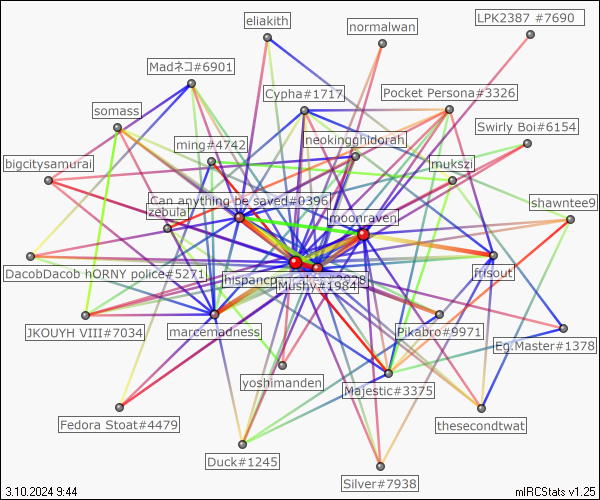 eliakith
normalwan
LPK2387 #7690
Madネコ#6901
Cypha#1717
Pocket Persona#3326
somass
ming#4742
neokingghidorah
Swirly Boi#6154
bigcitysamurai
mukszi
Can anything be saved#0396
shawntee9
zebula
moonraven
DacobDacob hORNY police#5271
frisout
Mushy#1984
JKOUYH VIII#7034
marcemadness
Pikabro#9971
Eg.Master#1378
yoshimanden
Majestic#3375
Fedora Stoat#4479
thesecondtwat
Duck#1245
Silver#7938
3.10.2024 9:44
mIRCStats v1.25